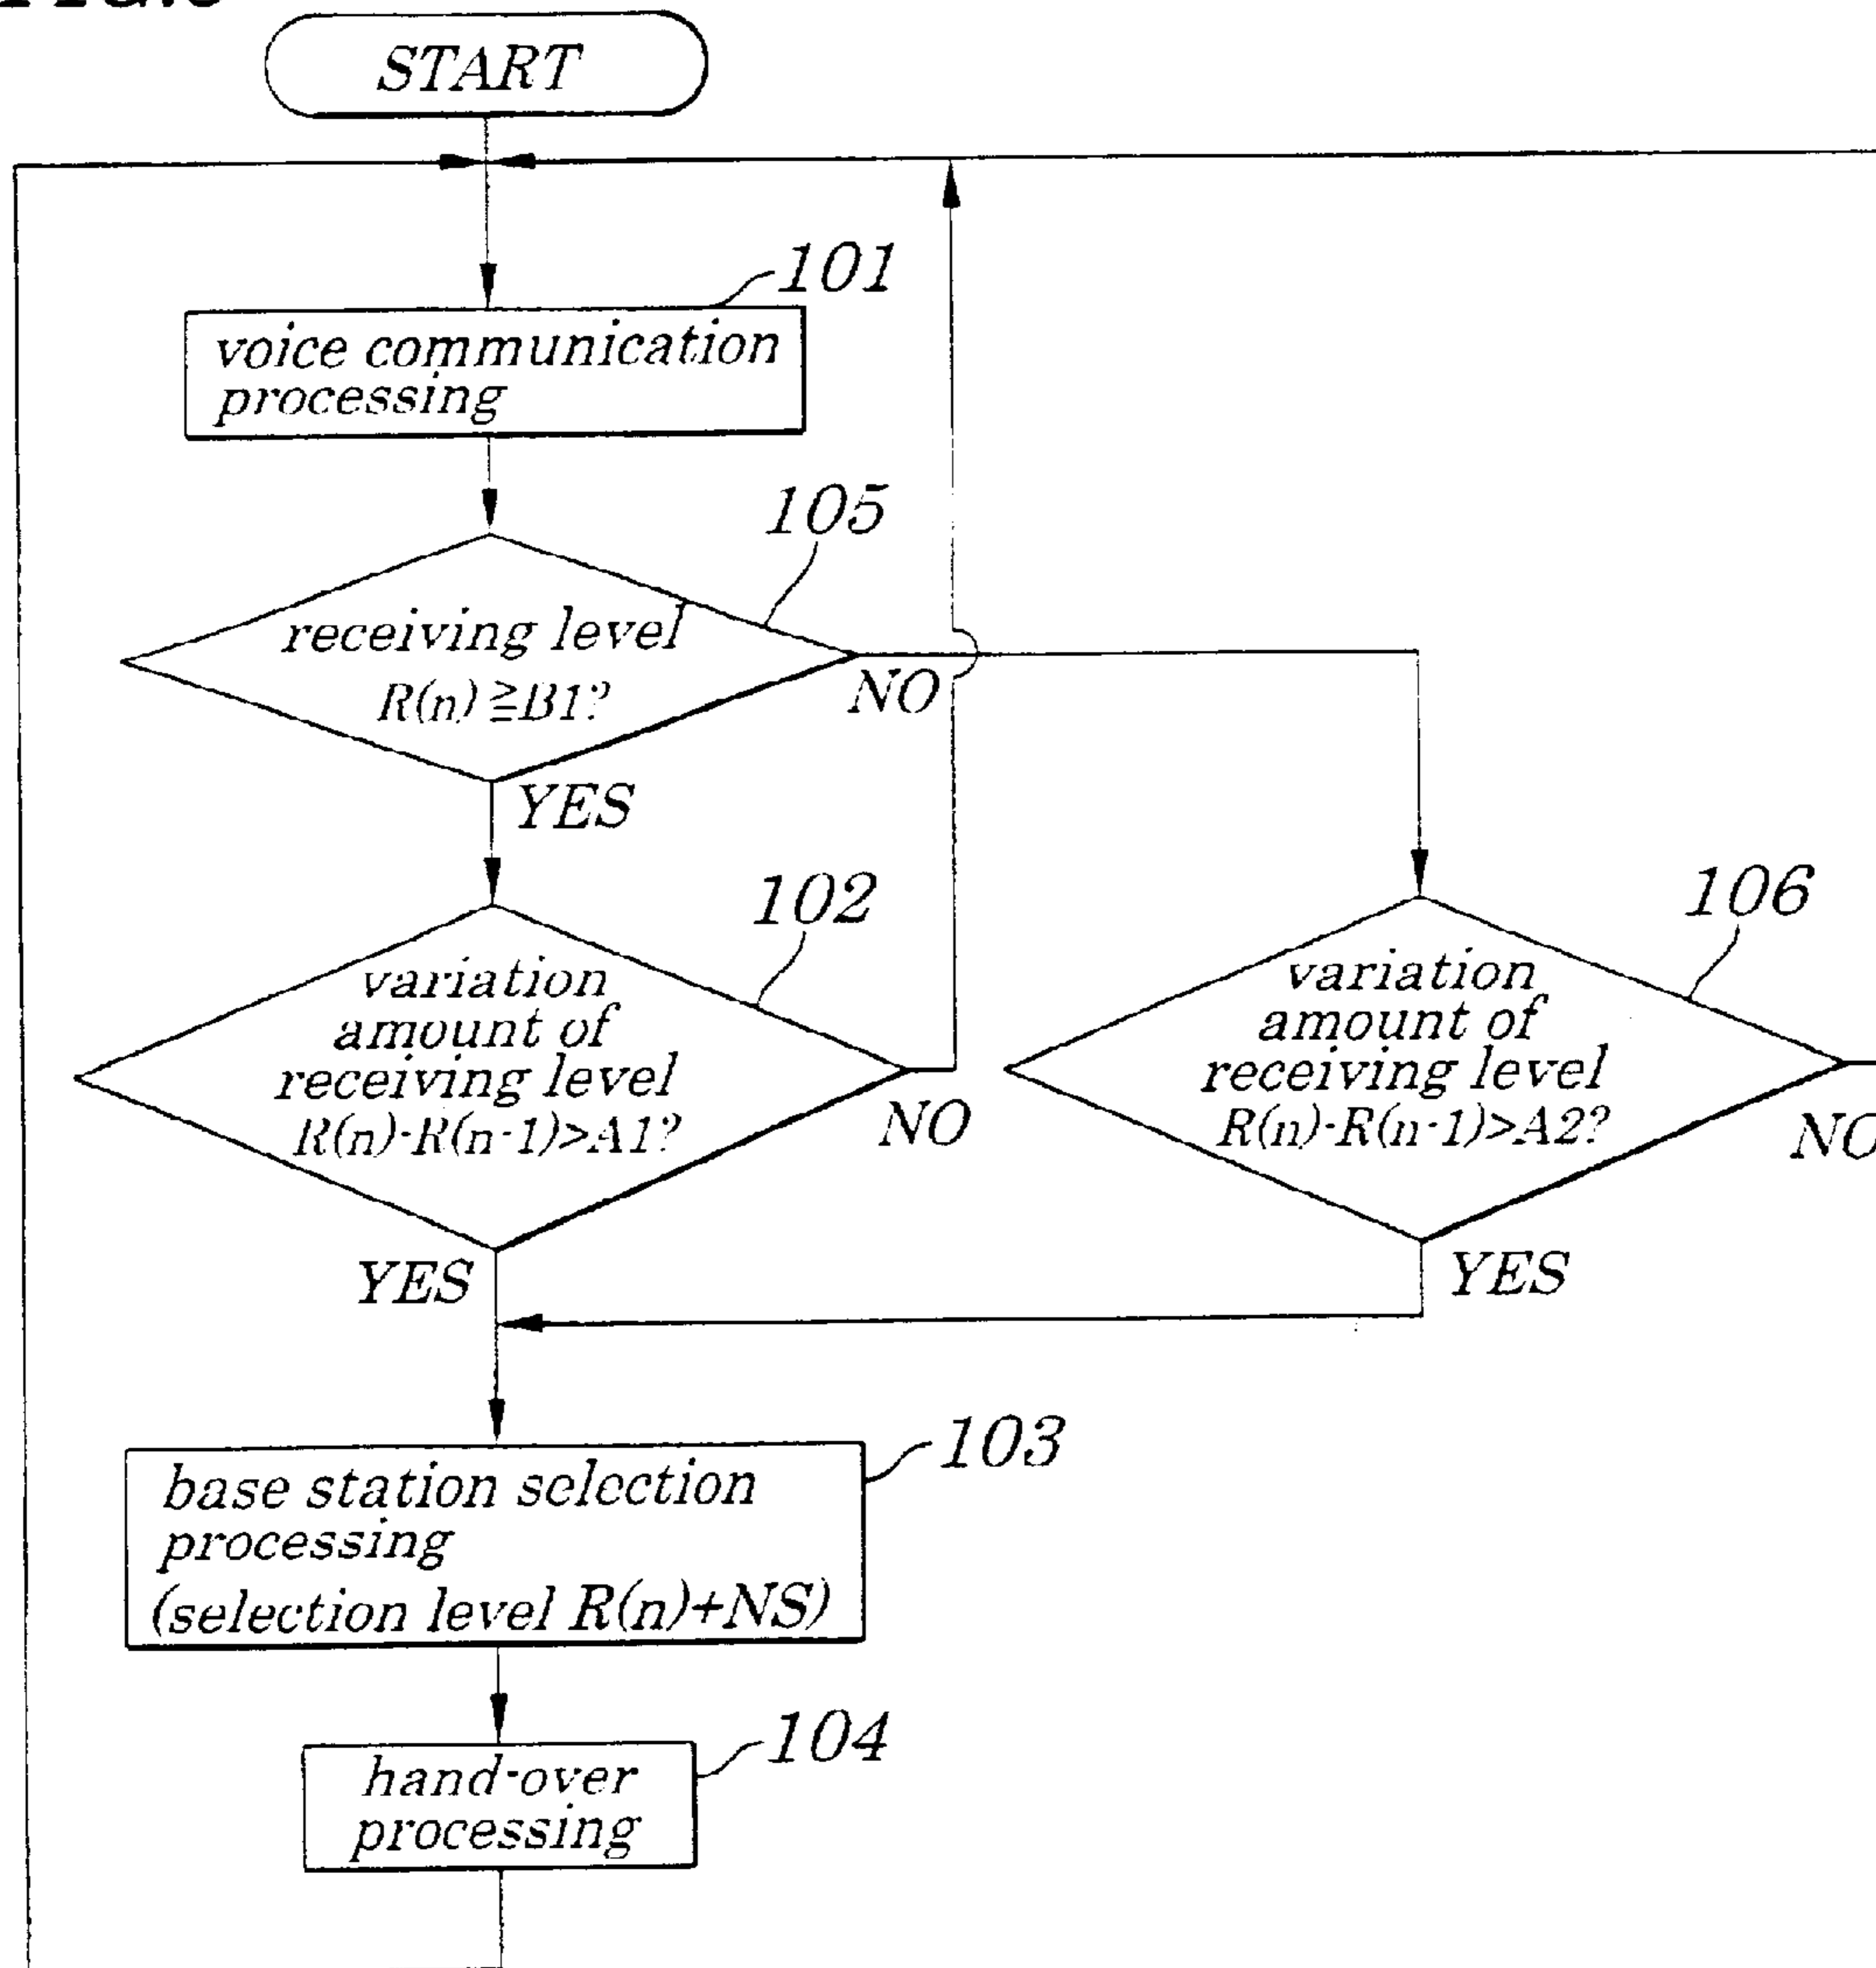 START
101
voice communication
processing
105
receiving level
R(n)≧B1?
NO
YES
102
variation
amount of
receiving level
R(n)-R(n-1)>A1?
NO
YES
106
variation
amount of
receiving level
R(n)-R(n-1)>A2?
NO
YES
103
base station selection
processing
(selection level R(n)+NS)
104
hand-over
processing